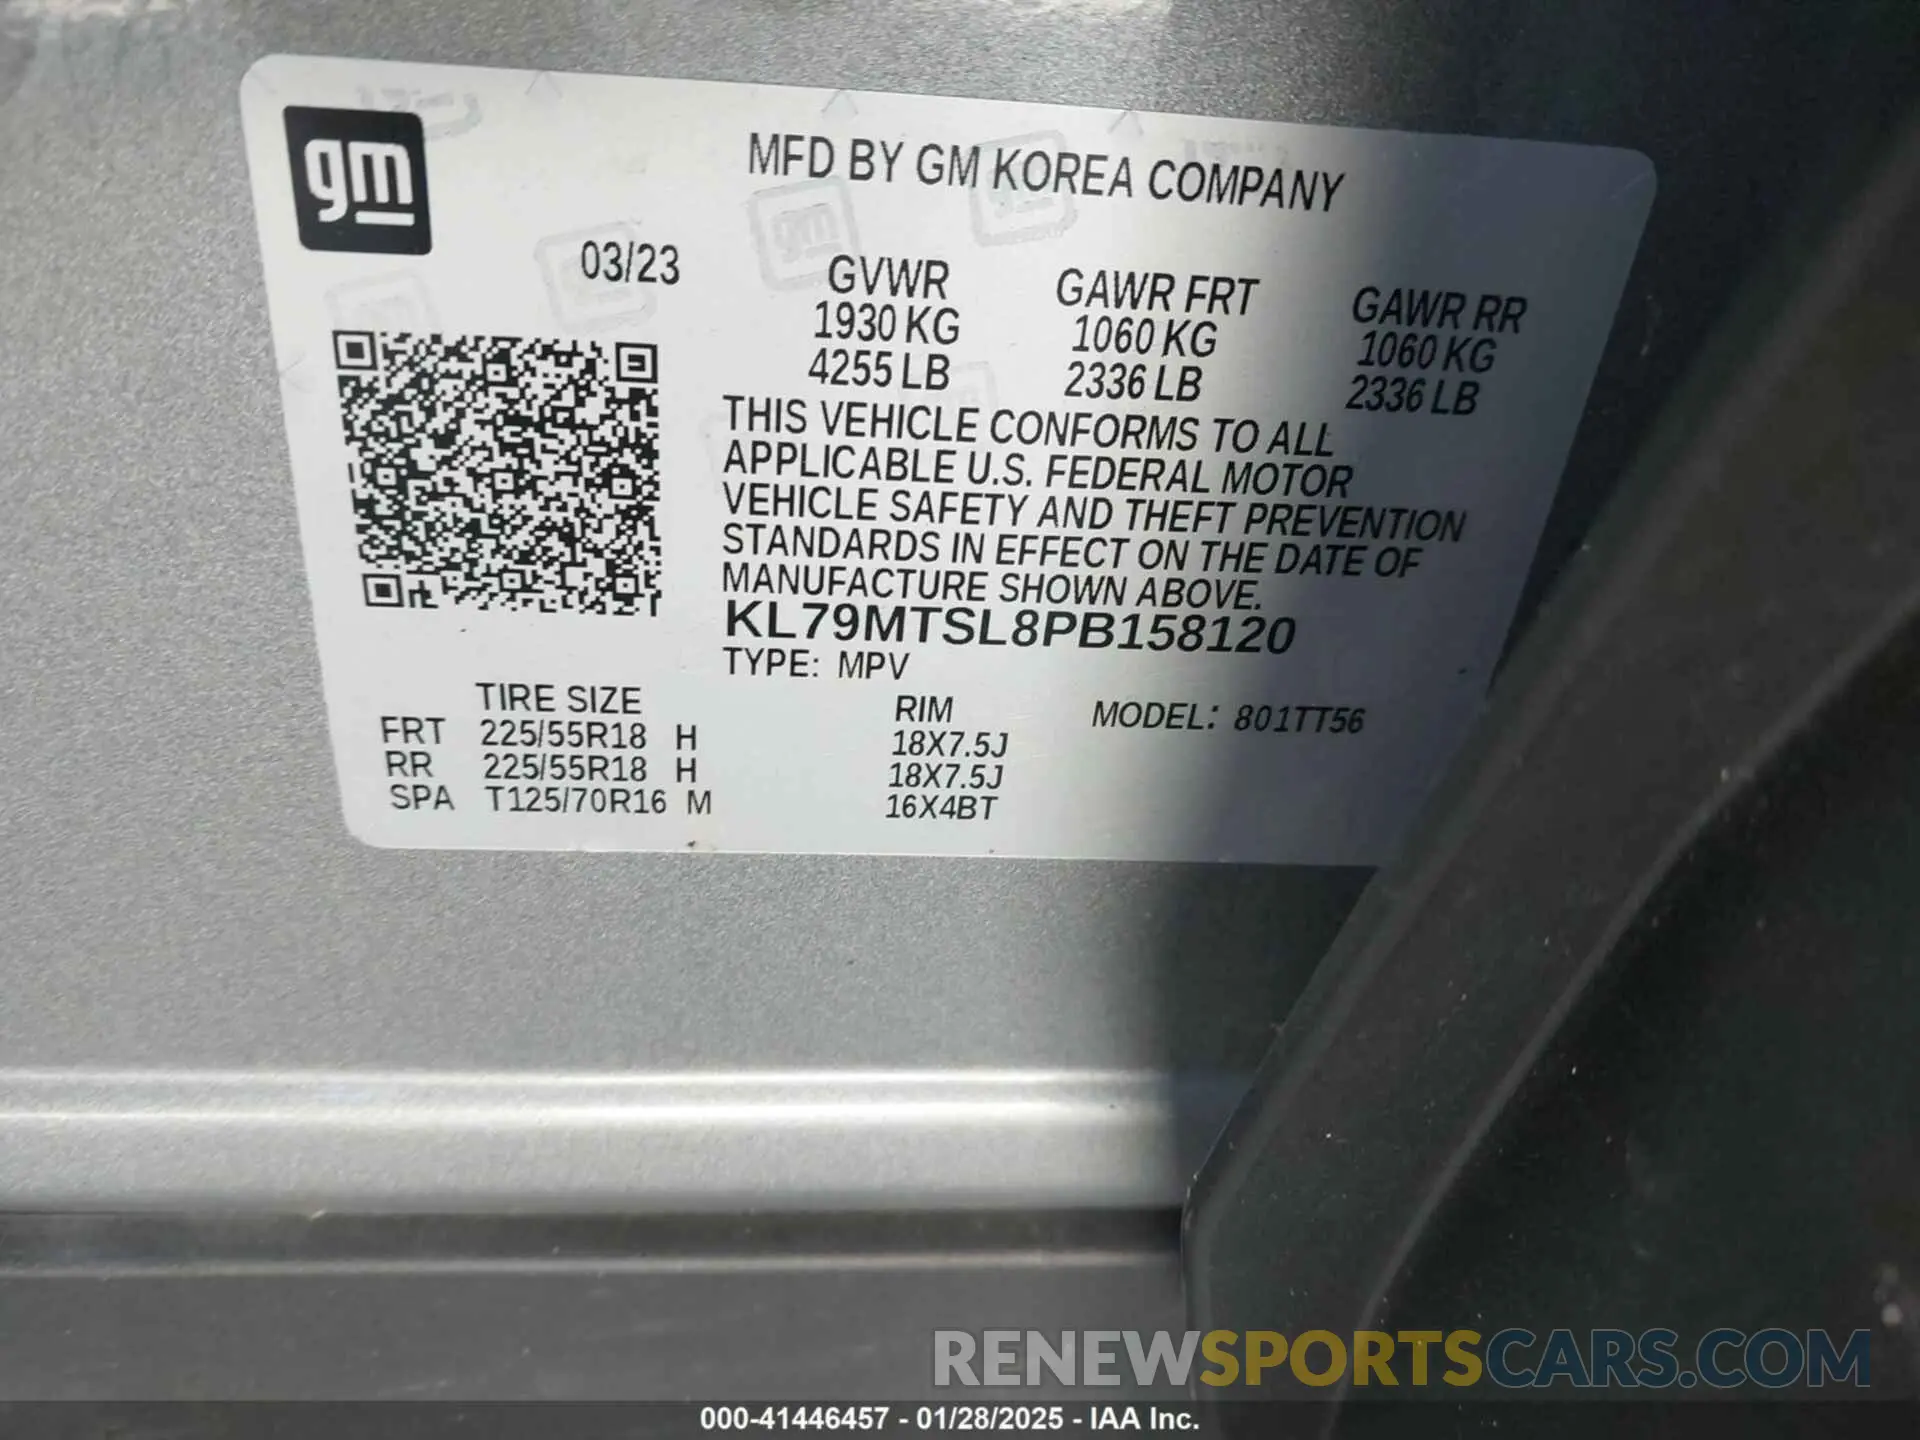 gm
MFD BY GM KOREA COMPANY
03/23
GVWR GAWR FRT GAWR RR
1930 KG 1060 KG 1060 KG
4255 LB 2336 LB 2336 LB
THIS VEHICLE CONFORMS TO ALL
APPLICABLE U.S. FEDERAL MOTOR
VEHICLE SAFETY AND THEFT PREVENTION
STANDARDS IN EFFECT ON THE DATE OF
MANUFACTURE SHOWN ABOVE.
KL79MTSL8PB158120
TYPE: MPV
TIRE SIZE RIM MODEL: 801TT56
FRT 225/55R18 H 18X7.5J
RR 225/55R18 H 18X7.5J
SPA T125/70R16 M 16X4BT
RENEWSPORTSCARS.COM
000-41446457 - 01/28/2025 - IAA Inc.